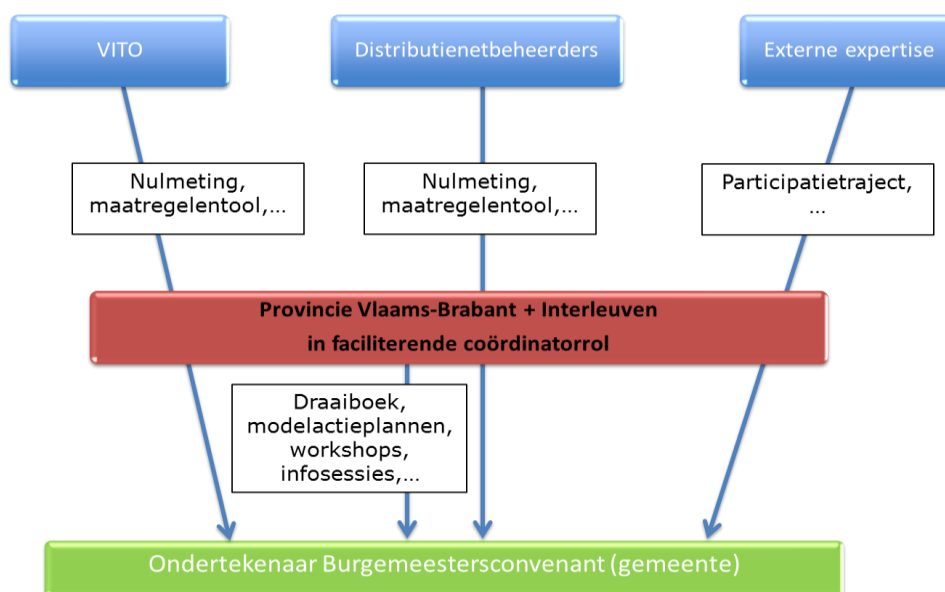 VITO
Distributienetbeheerders
Externe expertise
Nulmeting,
maatregelentool,...
Nulmeting,
maatregelentool,...
Participatietraject,
...
Provincie Vlaams-Brabant + Interleuven
in faciliterende coördinatorrol
Draaiboek,
modelactieplannen,
workshops,
infosessies,...
Ondertekenaar Burgemeestersconvenant (gemeente)